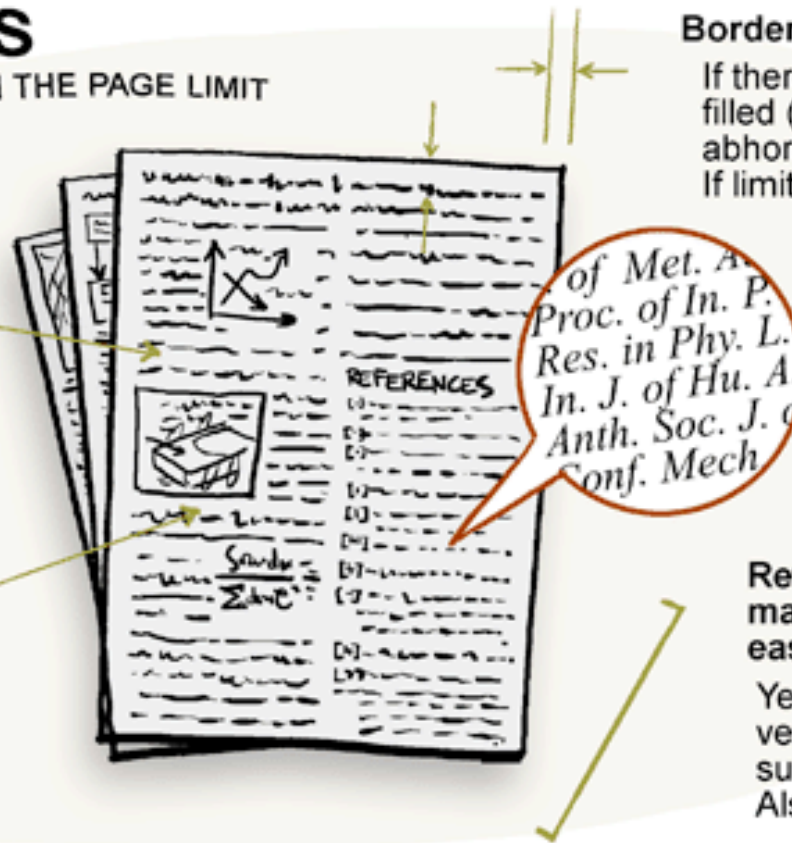 S
THE PAGE LIMIT
Border
If ther
filled (
abhor
If limit
. of Met. A
Proc. of In. P.
Res. in Phy. L.
In. J. of Hu. A
Anth. Soc. J. o
Conf. Mech
REFERENCES
Re
ma
eas
Ye
ve
su
Als